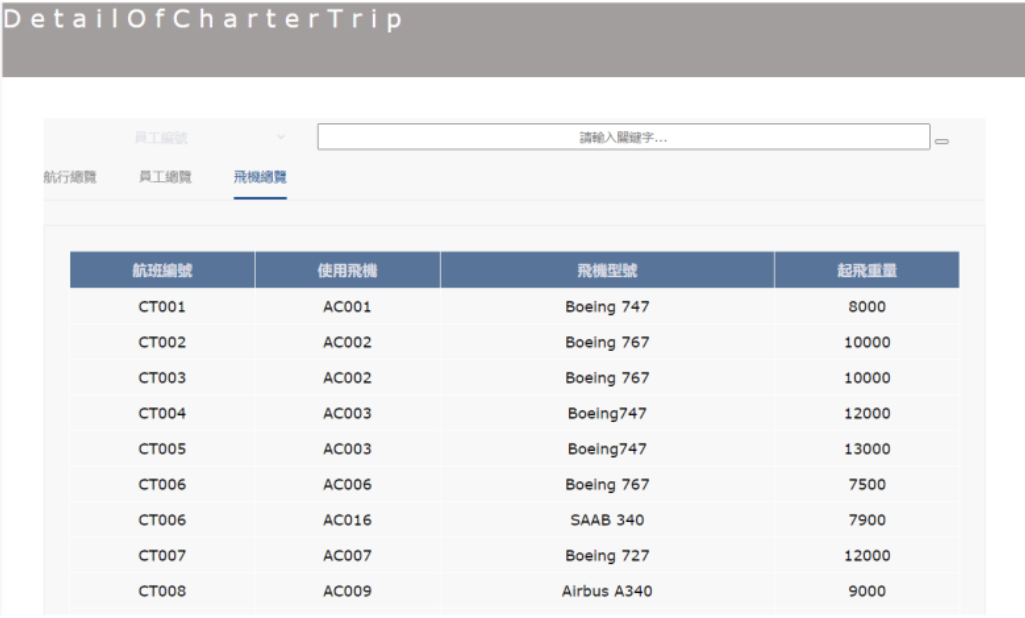 DetailOfCharterTrip
員工編號 請輸入關鍵字...
航行總覽 員工總覽 飛機總覽
航班編號 使用飛機 飛機型號 起飛重量
CT001 AC001 Boeing 747 8000
CT002 AC002 Boeing 767 10000
CT003 AC002 Boeing 767 10000
CT004 AC003 Boeing747 12000
CT005 AC003 Boeing747 13000
CT006 AC006 Boeing 767 7500
CT006 AC016 SAAB 340 7900
CT007 AC007 Boeing 727 12000
CT008 AC009 Airbus A340 9000